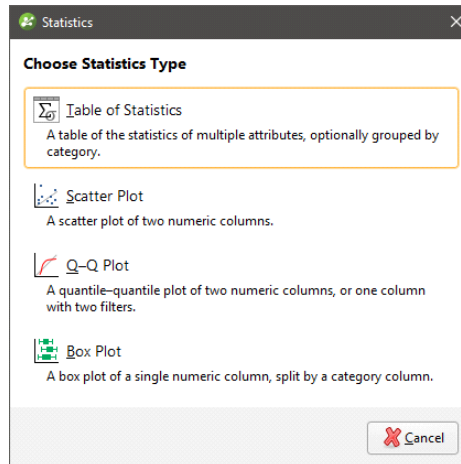 Statistics
Choose Statistics Type
Table of Statistics
A table of the statistics of multiple attributes, optionally grouped by
category.
Scatter Plot
A scatter plot of two numeric columns.
Q–Q Plot
A quantile–quantile plot of two numeric columns, or one column
with two filters.
Box Plot
A box plot of a single numeric column, split by a category column.
Cancel